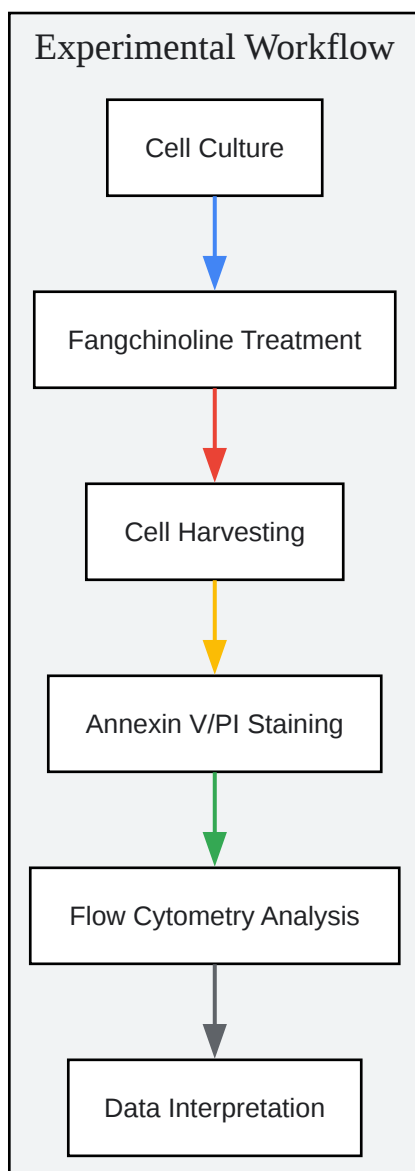 Experimental Workflow
Cell Culture
Fangchinoline Treatment
Cell Harvesting
Annexin V/PI Staining
Flow Cytometry Analysis
Data Interpretation